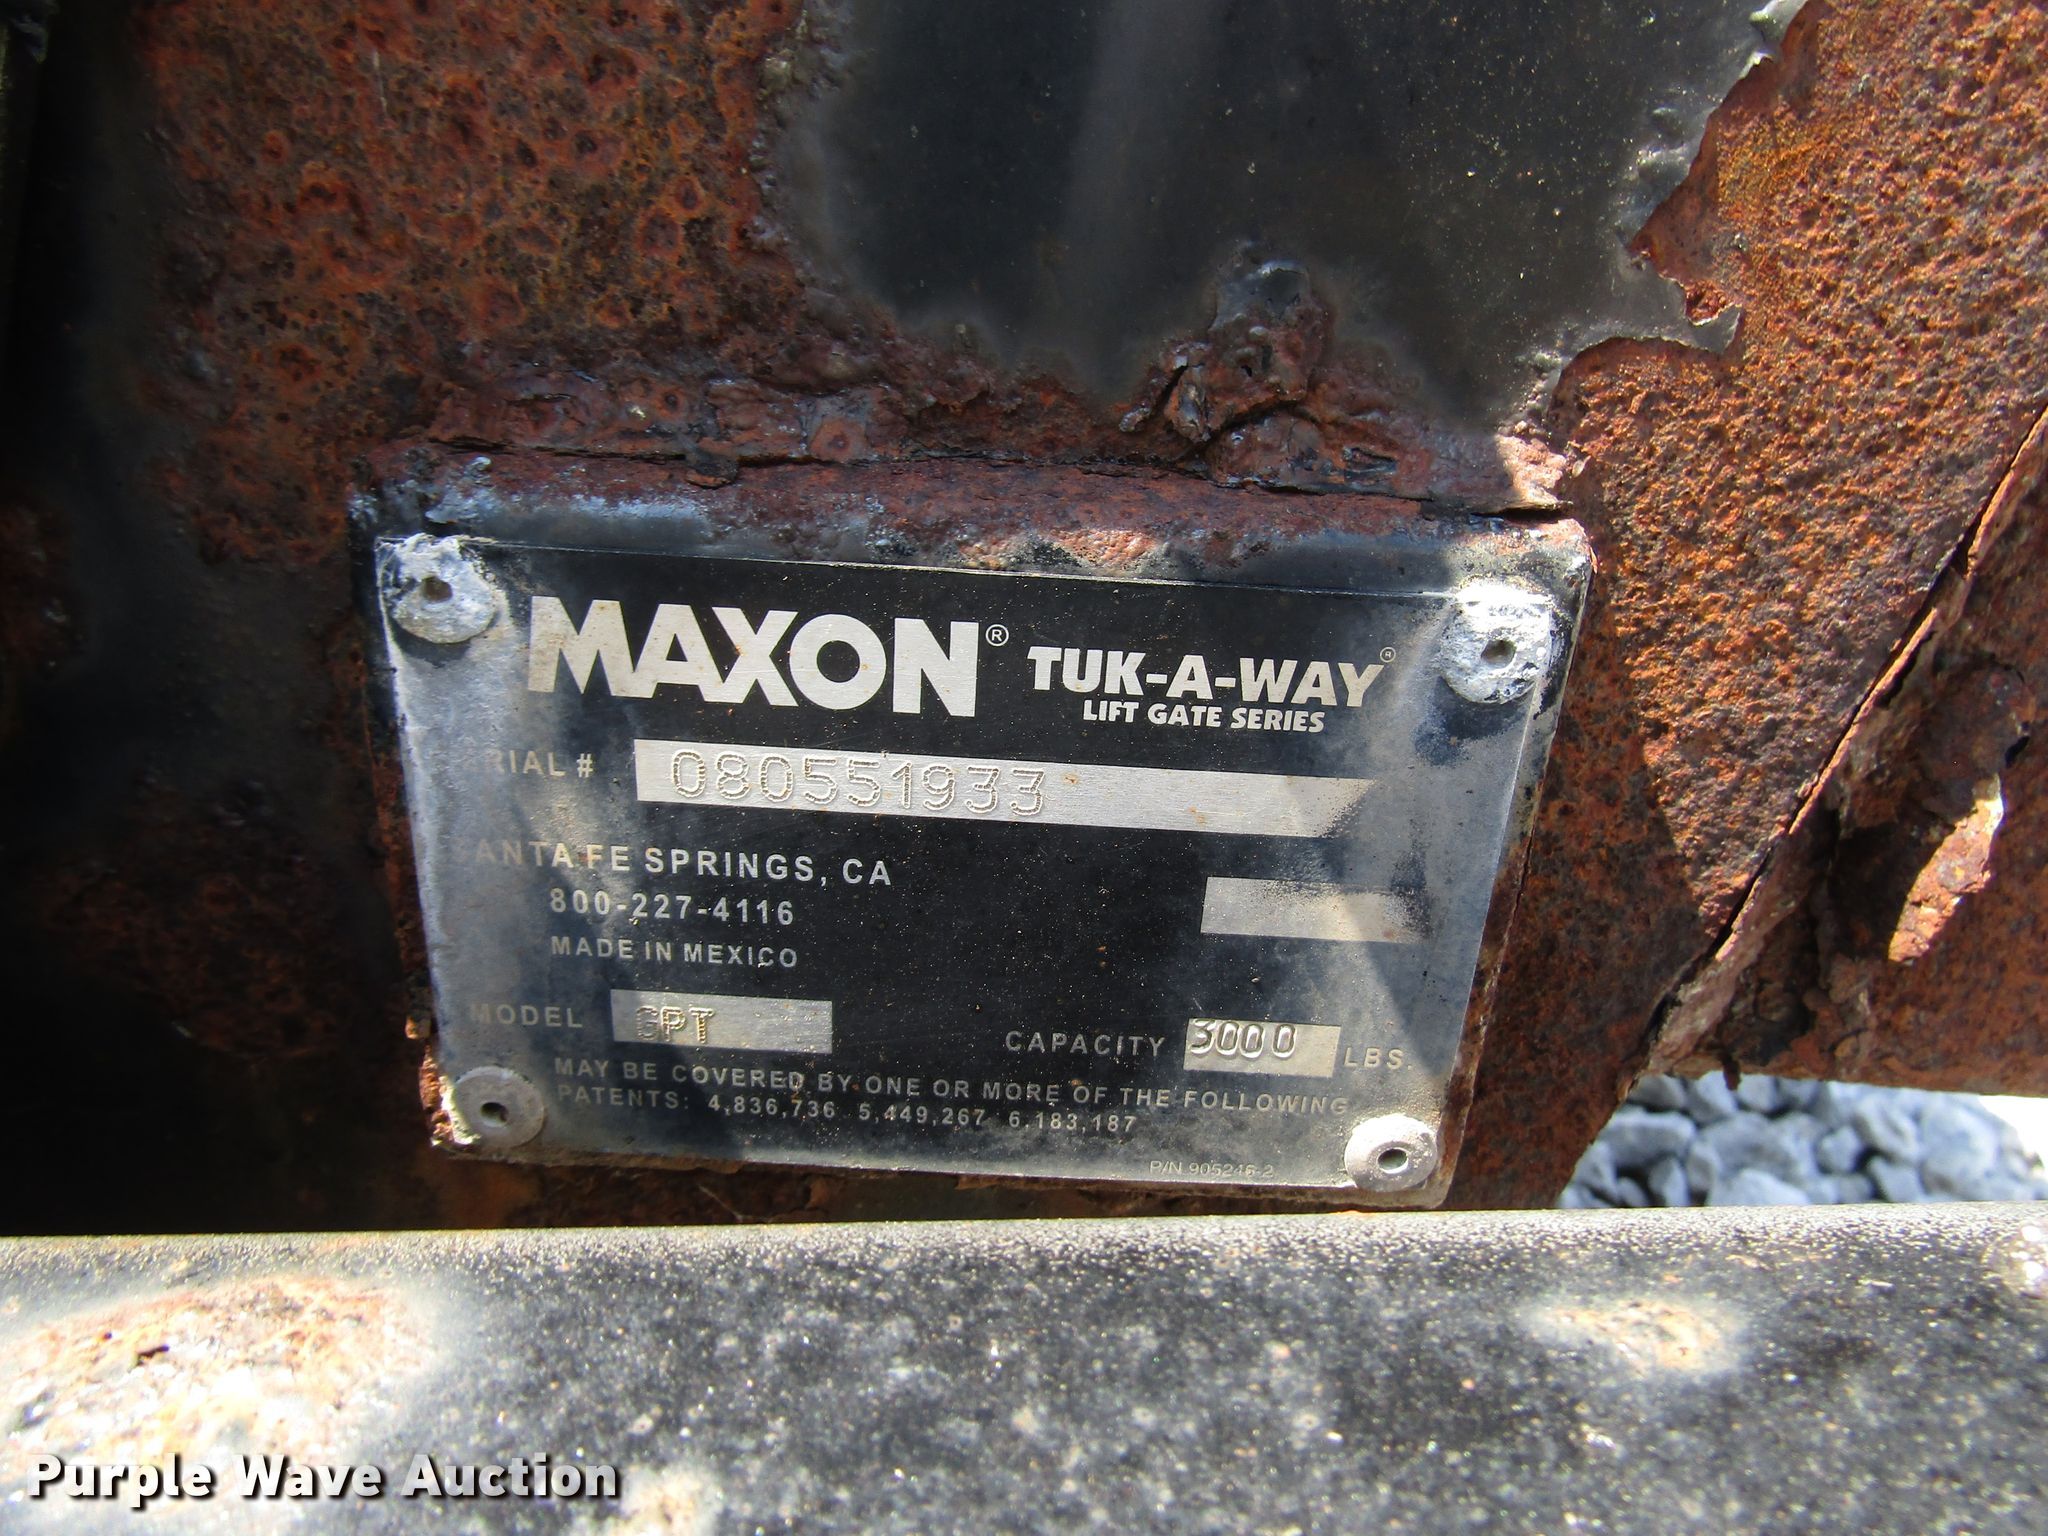 MAXON® TUK-A-WAY®
LIFT GATE SERIES
RIAL # 080551933
ANTA FE SPRINGS, CA
800-227-4116
MADE IN MEXICO
MODEL GPT
CAPACITY 3000 LBS.
MAY BE COVERED BY ONE OR MORE OF THE FOLLOWING
PATENTS: 4,836,736 5,449,267 6,183,187
P/N 905246-2
Purple Wave Auction